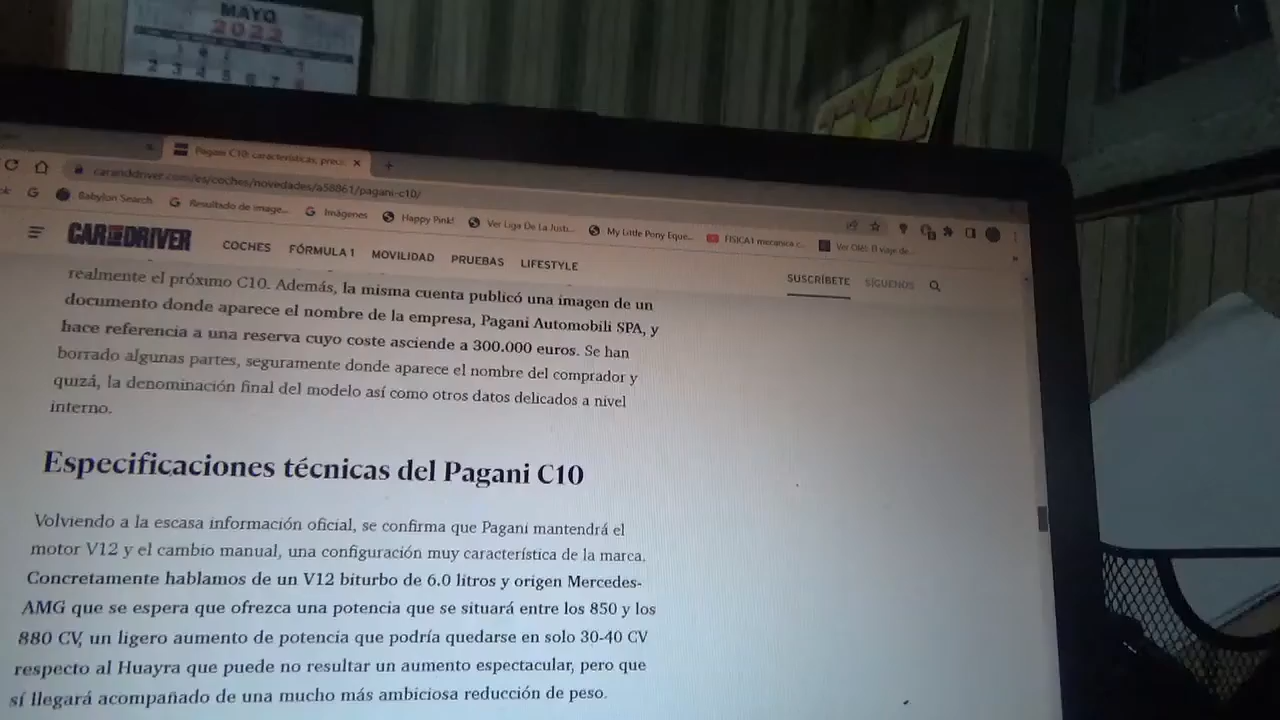 MAYO
2022
1
2 3 4 5 6 7
Pagani C10: características, preci
caranddriver.com/es/coches/novedades/a58861/pagani-c10/
Babylon Search
Resultado de image...
Imágenes
Happy Pink!
Ver Liga De La Justi...
My Little Pony Eque...
FISICA1 mecanica c...
CAR AND DRIVER
COCHES FÓRMULA 1 MOVILIDAD PRUEBAS LIFESTYLE
SUSCRÍBETE SÍGUENOS
realmente el próximo C10. Además, la misma cuenta publicó una imagen de un
documento donde aparece el nombre de la empresa, Pagani Automobili SPA, y
hace referencia a una reserva cuyo coste asciende a 300.000 euros. Se han
borrado algunas partes, seguramente donde aparece el nombre del comprador y
quizá, la denominación final del modelo así como otros datos delicados a nivel
interno.
Especificaciones técnicas del Pagani C10
Volviendo a la escasa información oficial, se confirma que Pagani mantendrá el
motor V12 y el cambio manual, una configuración muy característica de la marca.
Concretamente hablamos de un V12 biturbo de 6.0 litros y origen Mercedes-
AMG que se espera que ofrezca una potencia que se situará entre los 850 y los
880 CV, un ligero aumento de potencia que podría quedarse en solo 30-40 CV
respecto al Huayra que puede no resultar un aumento espectacular, pero que
sí llegará acompañado de una mucho más ambiciosa reducción de peso.